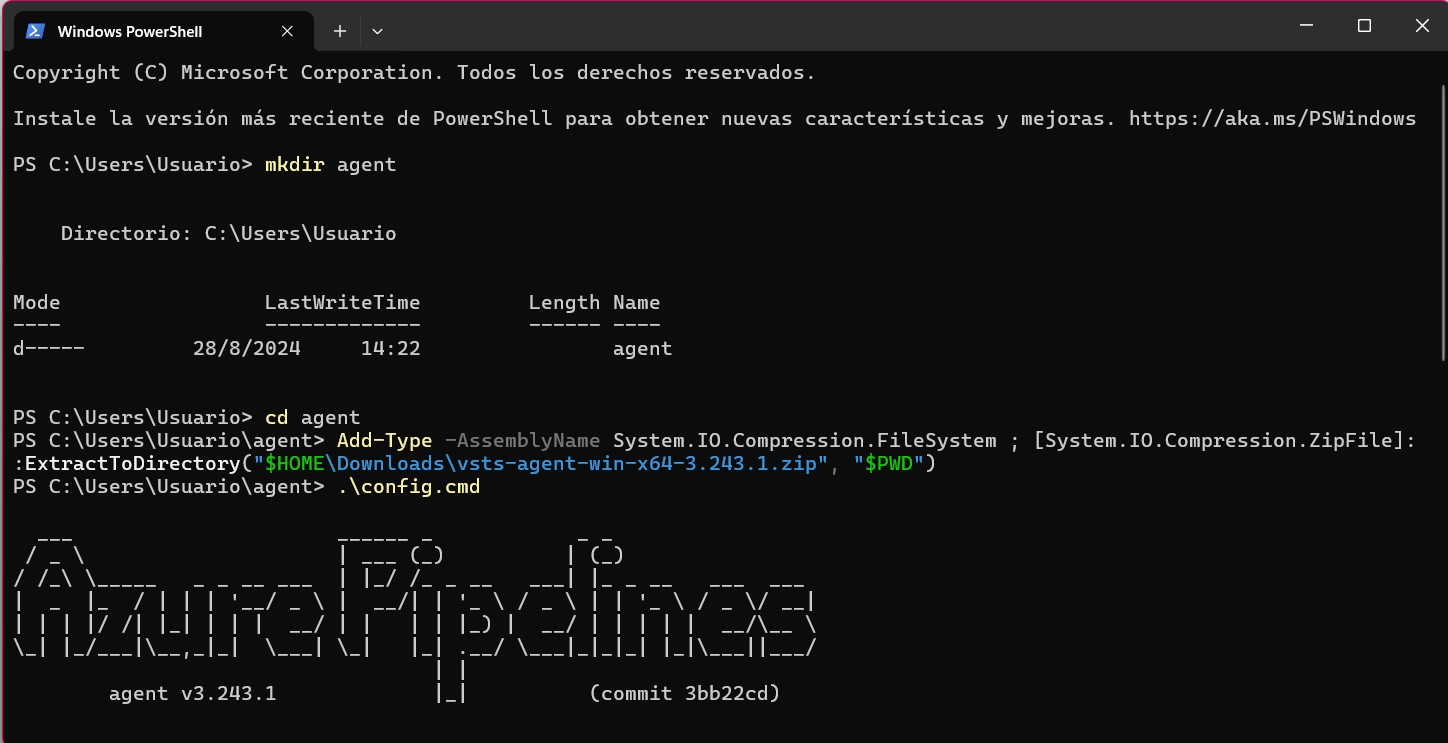 Windows PowerShell
Copyright (C) Microsoft Corporation. Todos los derechos reservados.
Instale la versión más reciente de PowerShell para obtener nuevas características y mejoras. https://aka.ms/PSWindows
PS C:\Users\Usuario> mkdir agent
    Directorio: C:\Users\Usuario
Mode                 LastWriteTime         Length Name
----                 -------------         ------ ----
d-----         28/8/2024     14:22                agent
PS C:\Users\Usuario> cd agent
PS C:\Users\Usuario\agent> Add-Type -AssemblyName System.IO.Compression.FileSystem ; [System.IO.Compression.ZipFile]:
:ExtractToDirectory("$HOME\Downloads\vsts-agent-win-x64-3.243.1.zip", "$PWD")
PS C:\Users\Usuario\agent> .\config.cmd
AzurePipelines
agent v3.243.1          (commit 3bb22cd)